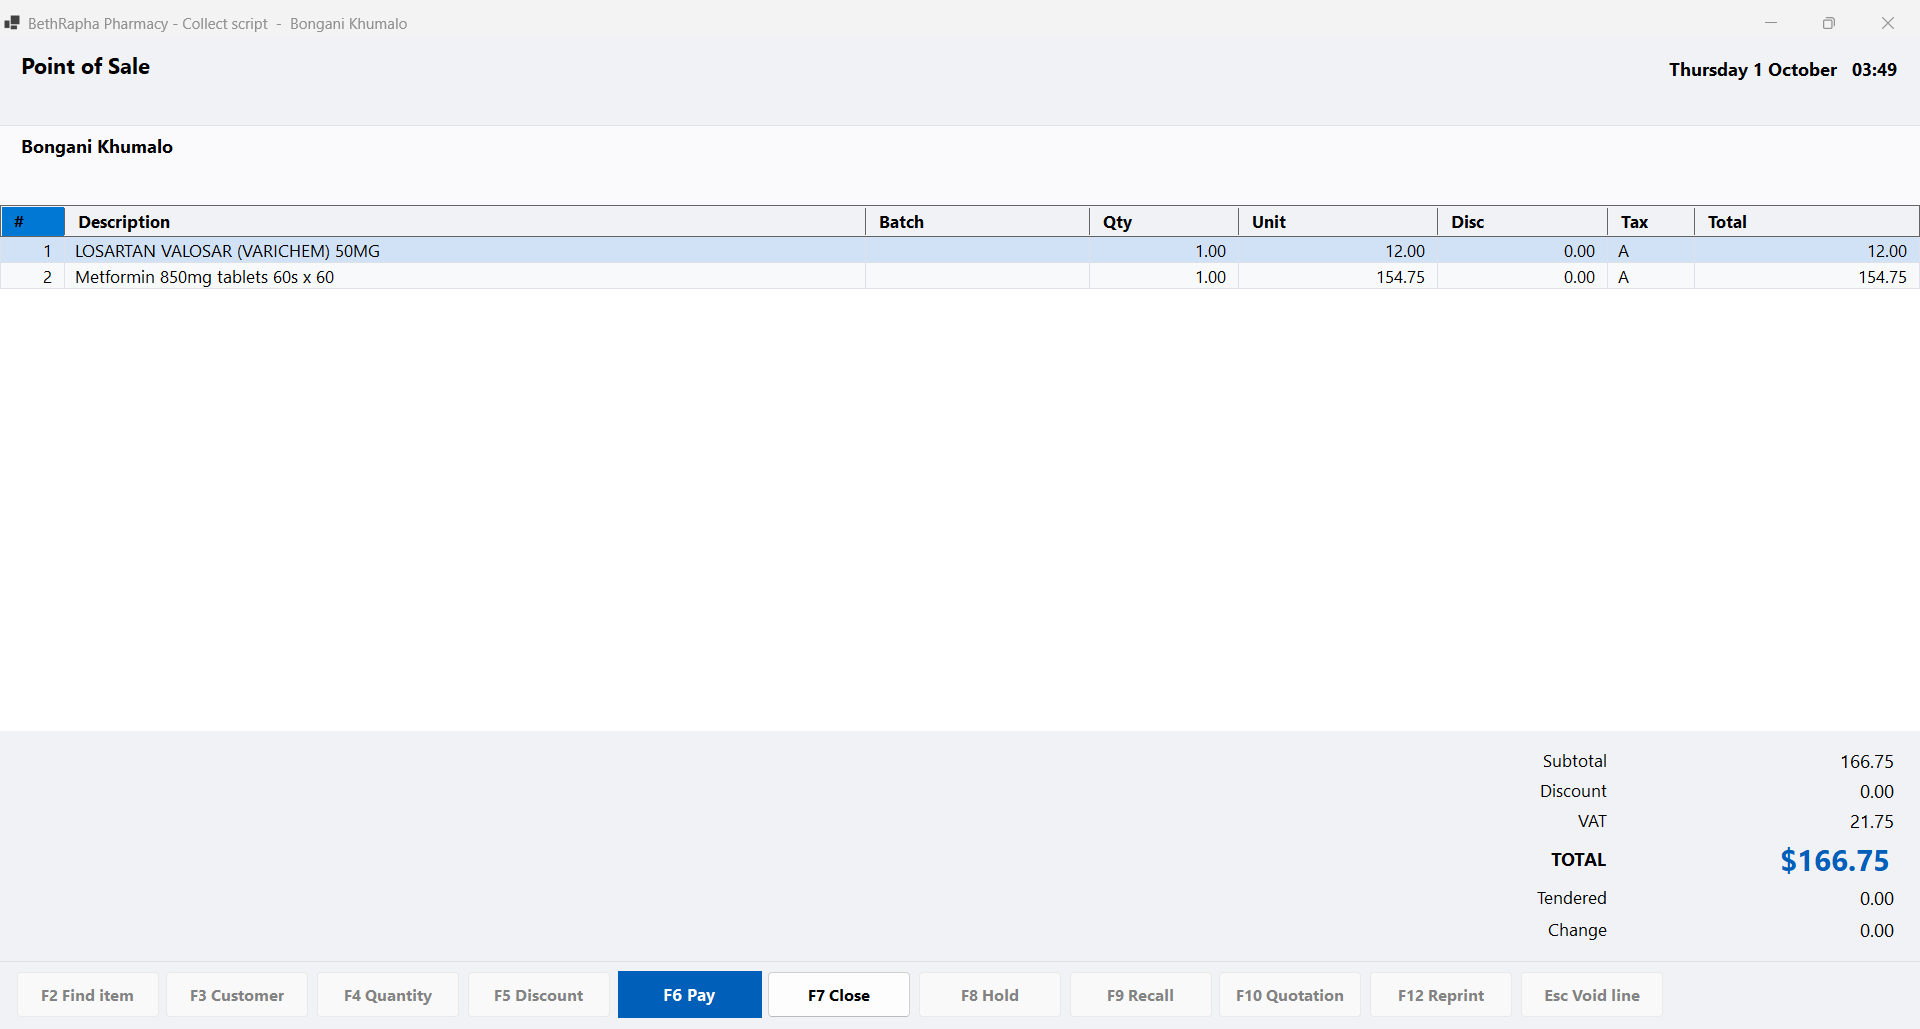 BethRapha Pharmacy - Collect script - Bongani Khumalo
Point of Sale
Thursday 1 October 03:49
Bongani Khumalo
# Description Batch Qty Unit Disc Tax Total
1 LOSARTAN VALOSAR (VARICHEM) 50MG 1.00 12.00 0.00 A 12.00
2 Metformin 850mg tablets 60s x 60 1.00 154.75 0.00 A 154.75
Subtotal 166.75
Discount 0.00
VAT 21.75
TOTAL $166.75
Tendered 0.00
Change 0.00
F2 Find item F3 Customer F4 Quantity F5 Discount F6 Pay F7 Close F8 Hold F9 Recall F10 Quotation F12 Reprint Esc Void line